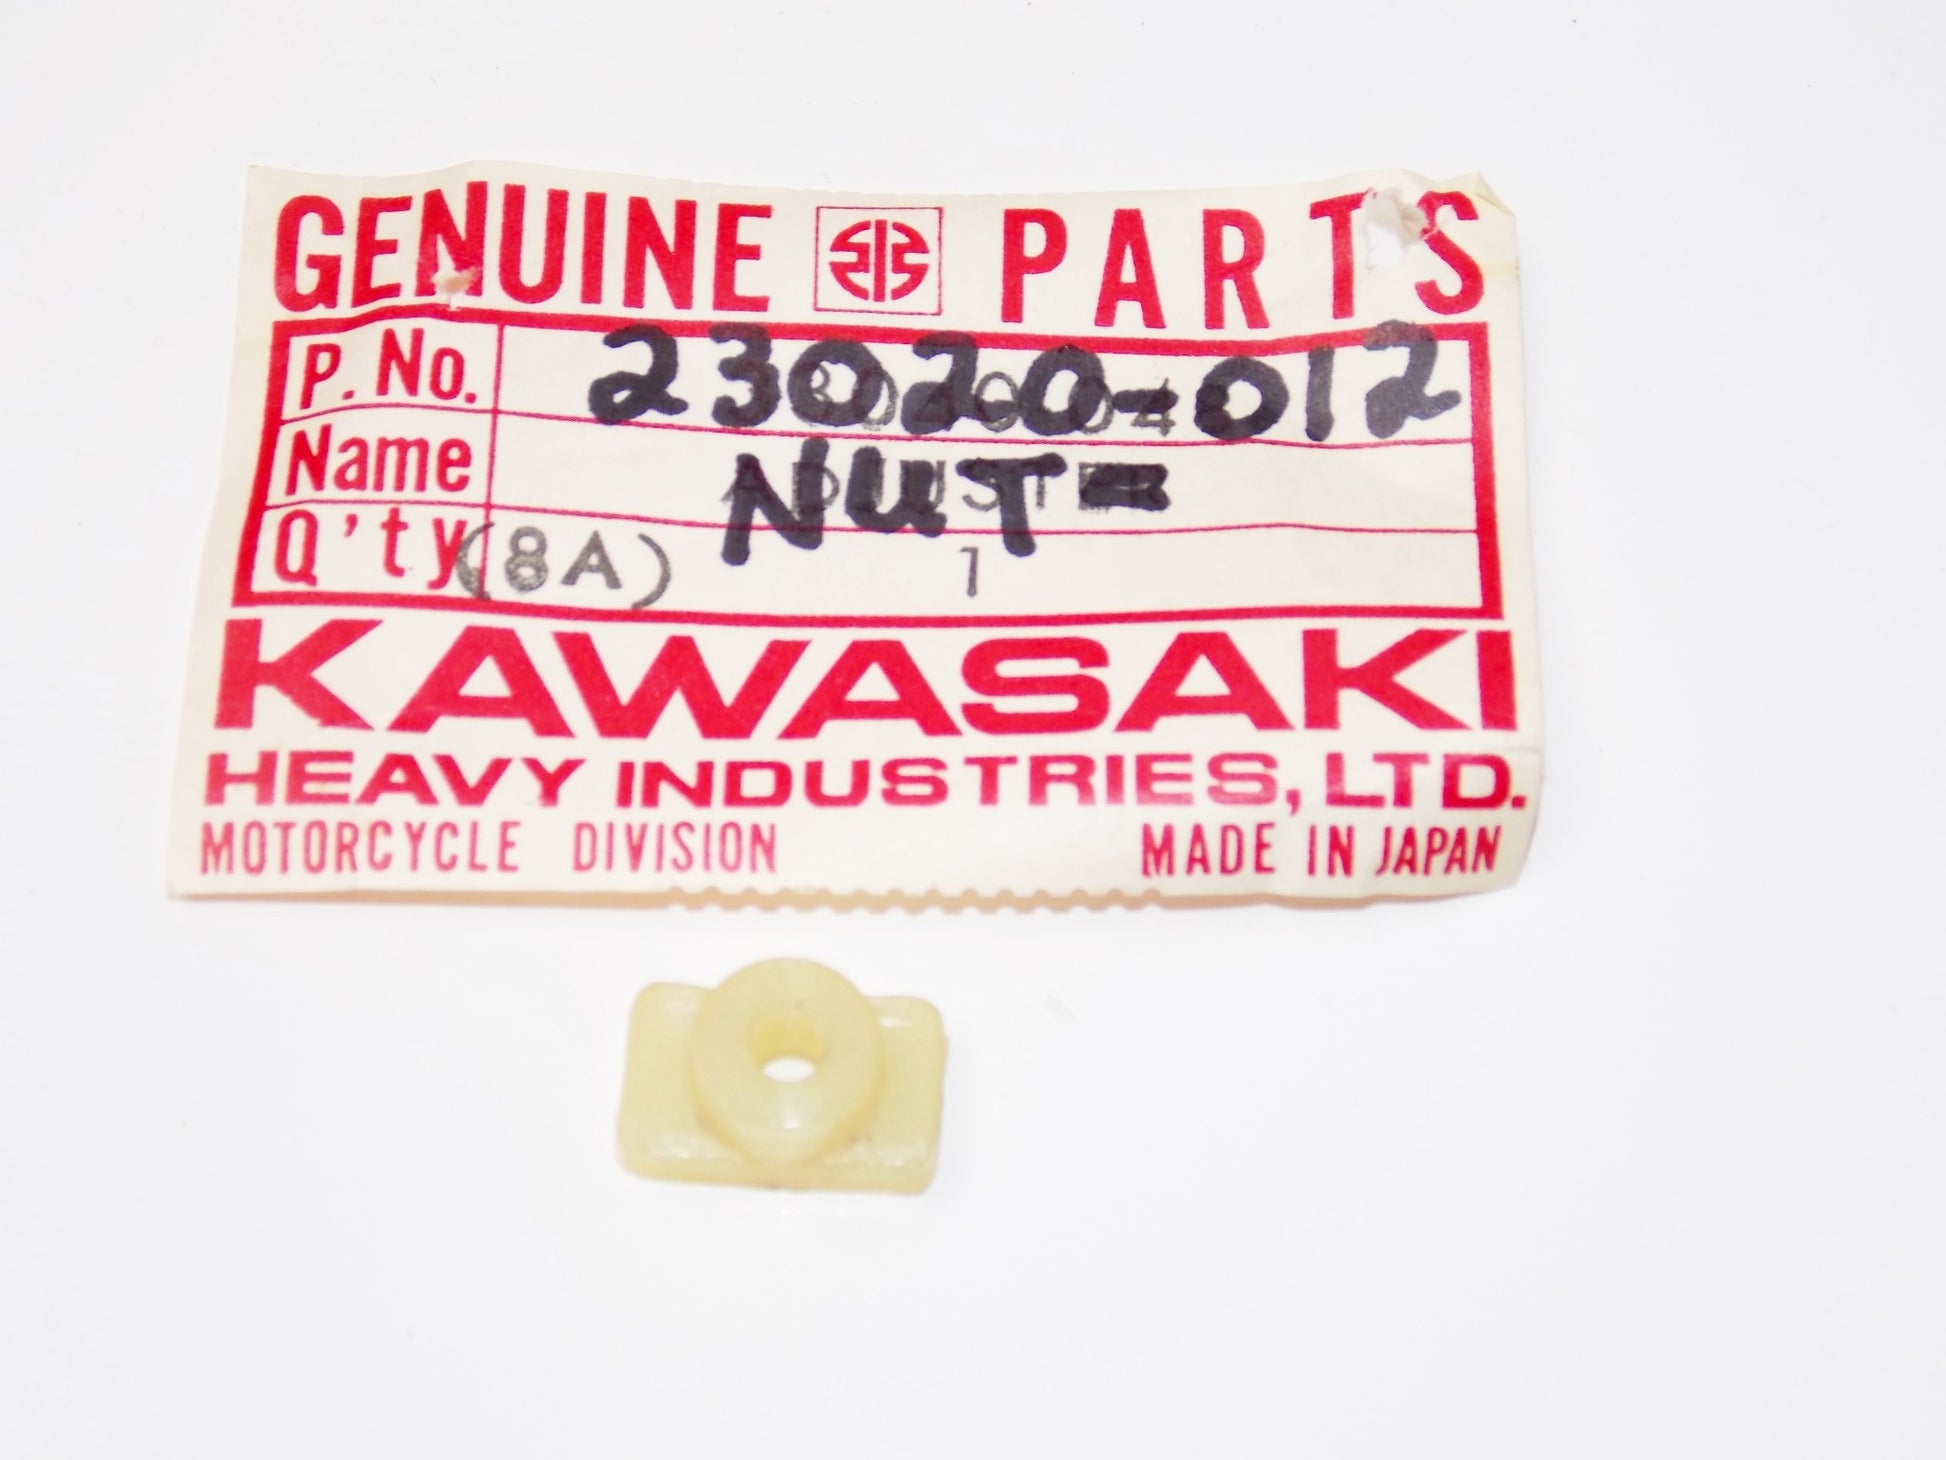 GENUINE PARTS
P. No. 23020-012
Name NUT-
Q'ty (8A) 1
KAWASAKI
HEAVY INDUSTRIES, LTD.
MOTORCYCLE DIVISION MADE IN JAPAN